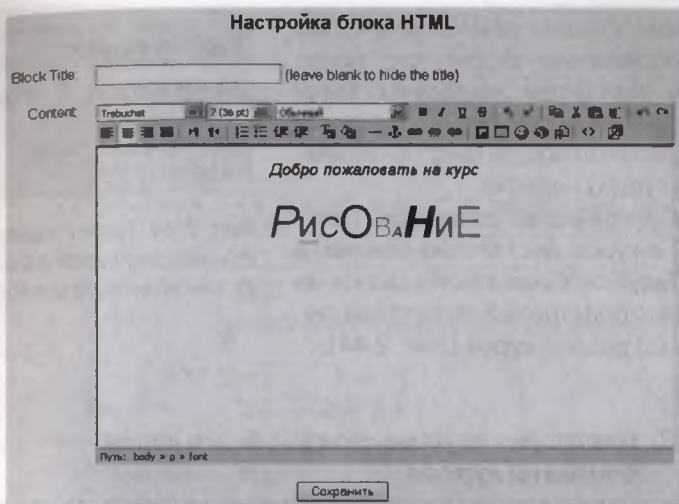 Настройка блока HTML
Block Title: (leave blank to hide the title)
Content: Trebuchet 7 (36 pt) Обычный B I U S
Добро пожаловать на курс
РисОВАНиЕ
Путь: body » p » font
Сохранить